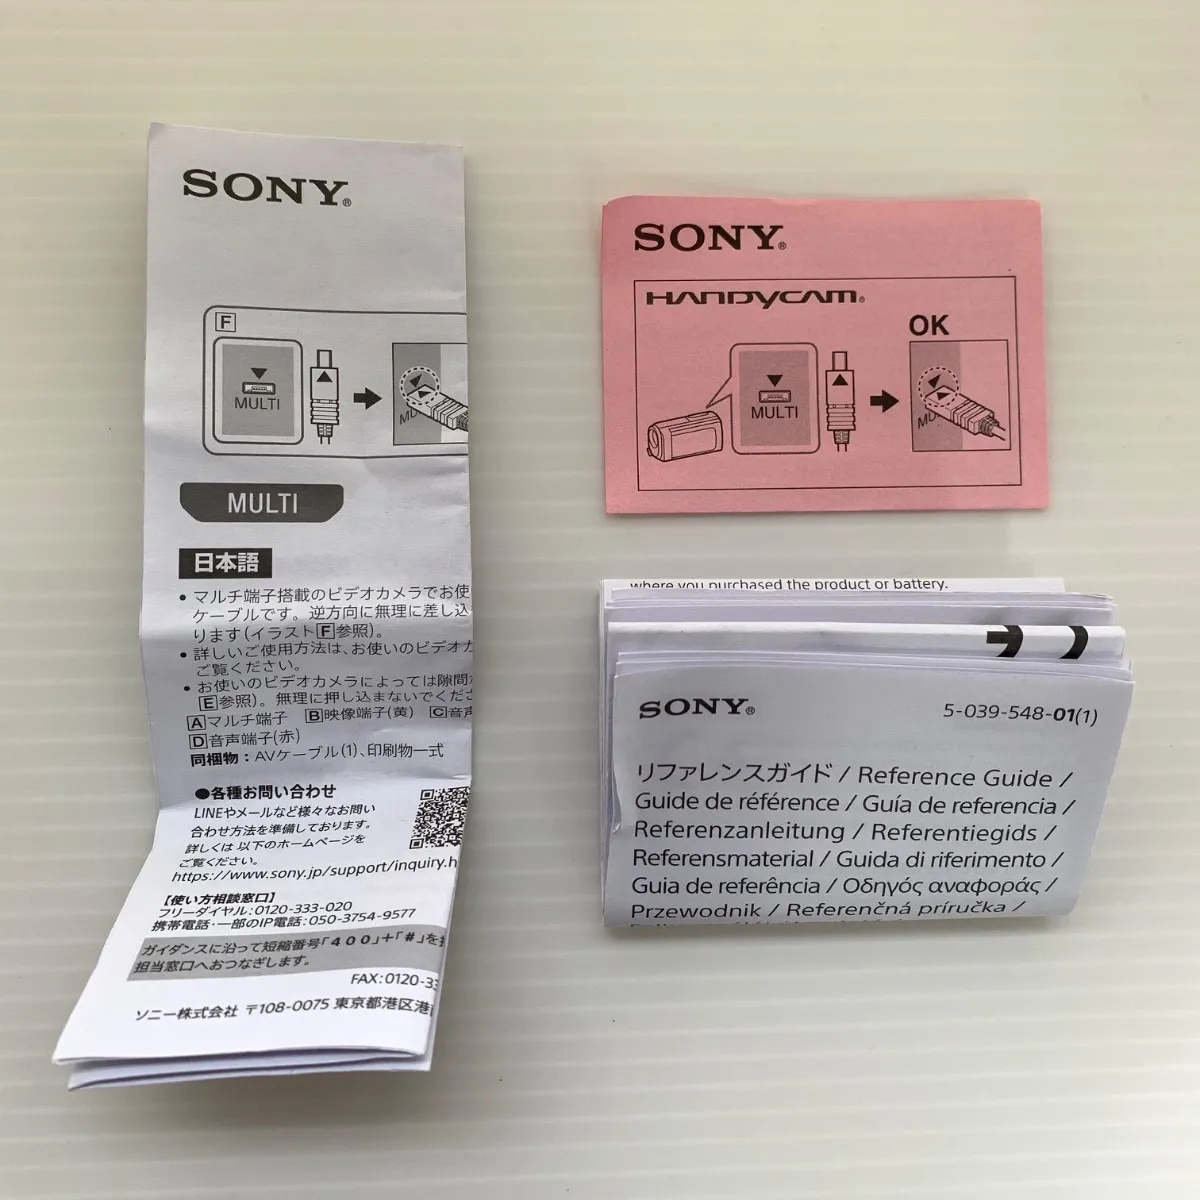 SONY®
F
MULTI
MU
MULTI
日本語
• マルチ端子搭載のビデオカメラでお使
ケーブルです。逆方向に無理に差し込
ります(イラストF参照)。
• 詳しいご使用方法は、お使いのビデオカ
ご覧ください。
• お使いのビデオカメラによっては隙間が
(E参照)。無理に押し込まないでくださ
Aマルチ端子 B映像端子(黄) C音声
D音声端子(赤)
同梱物：AVケーブル(1)、印刷物一式
●各種お問い合わせ
LINEやメールなど様々なお問い
合わせ方法を準備しております。
詳しくは 以下のホームページを
ご覧ください。
https://www.sony.jp/support/inquiry.h
【使い方相談窓口】
フリーダイヤル：0120-333-020
携帯電話・一部のIP電話：050-3754-9577
ガイダンスに沿って短縮番号「400」+「#」を
担当窓口へおつなぎします。
FAX：0120-33
ソニー株式会社 〒108-0075 東京都港区港
SONY®
HANDYCAM®
OK
MULTI
MU
where you purchased the product or battery.
SONY®
5-039-548-01(1)
リファレンスガイド / Reference Guide /
Guide de référence / Guía de referencia /
Referenzanleitung / Referentiegids /
Referensmaterial / Guida di riferimento /
Guia de referência / Οδηγός αναφοράς /
Przewodnik / Referenčná príručka /